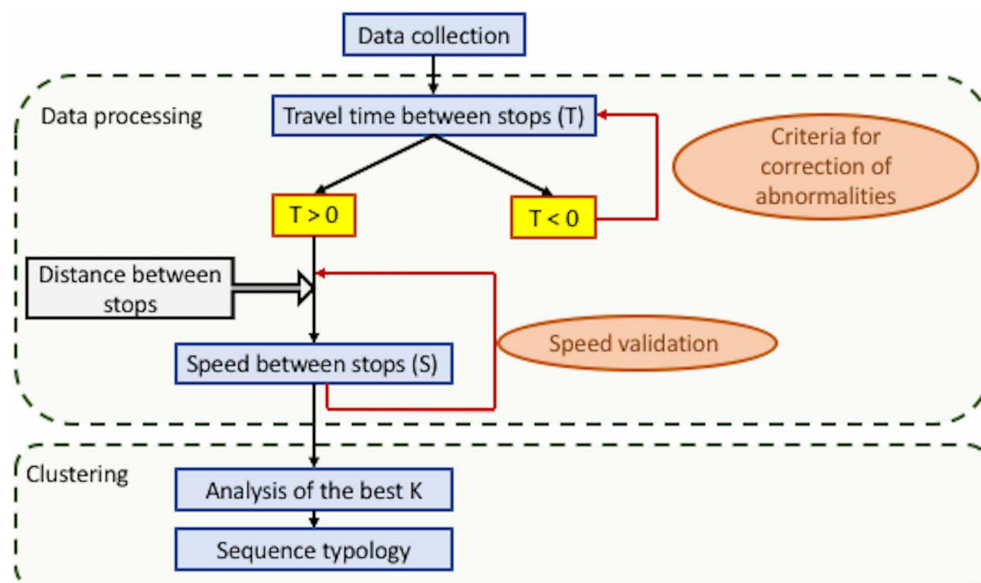 Data collection
Data processing
Travel time between stops (T)
Criteria for
correction of
abnormalities
T > 0
T < 0
Distance between
stops
Speed validation
Speed between stops (S)
Clustering
Analysis of the best K
Sequence typology